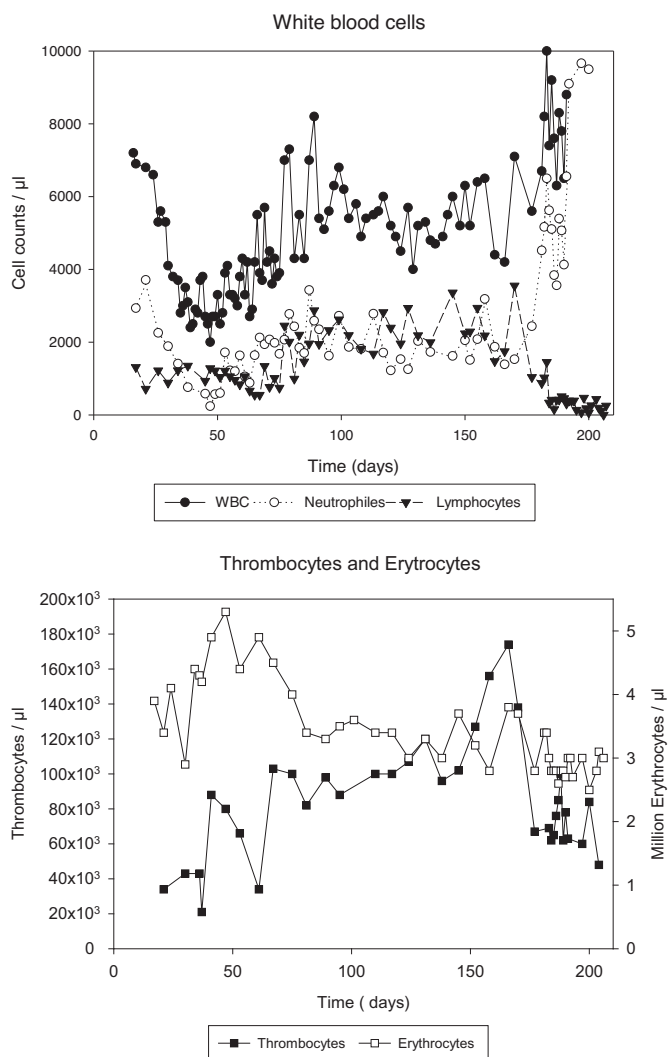 White blood cells
10000
8000
6000
4000
2000
0
Cell counts / µl
0 50 100 150 200
Time (days)
WBC Neutrophiles Lymphocytes
Thrombocytes and Erytrocytes
200x10³
180x10³
160x10³
140x10³
120x10³
100x10³
80x10³
60x10³
40x10³
20x10³
0
Thrombocytes / µl
5
4
3
2
1
0
Million Erythrocytes / µl
0 50 100 150 200
Time ( days)
Thrombocytes Erythrocytes